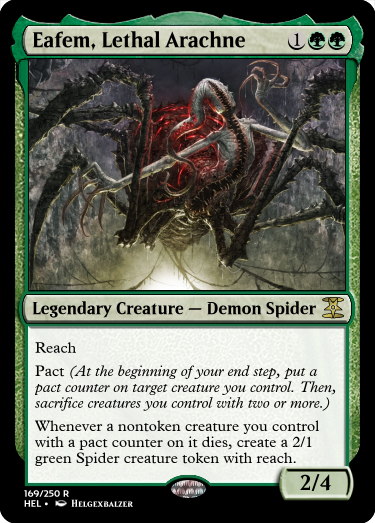 Eafem, Lethal Arachne 1
Legendary Creature — Demon Spider
Reach
Pact (At the beginning of your end step, put a
pact counter on target creature you control. Then,
sacrifice creatures you control with two or more.)
Whenever a nontoken creature you control
with a pact counter on it dies, create a 2/1
green Spider creature token with reach.
2/4
169/250 R
HEL • Helgexbalzer